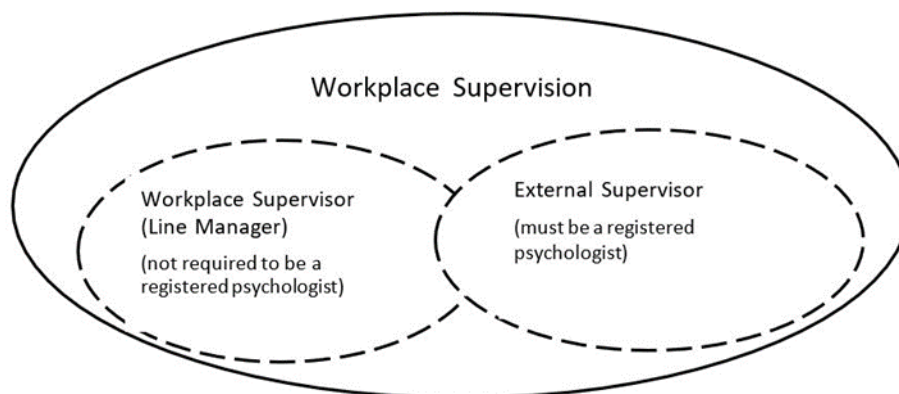 Workplace Supervision
Workplace Supervisor
(Line Manager)
(not required to be a
registered psychologist)
External Supervisor
(must be a registered
psychologist)